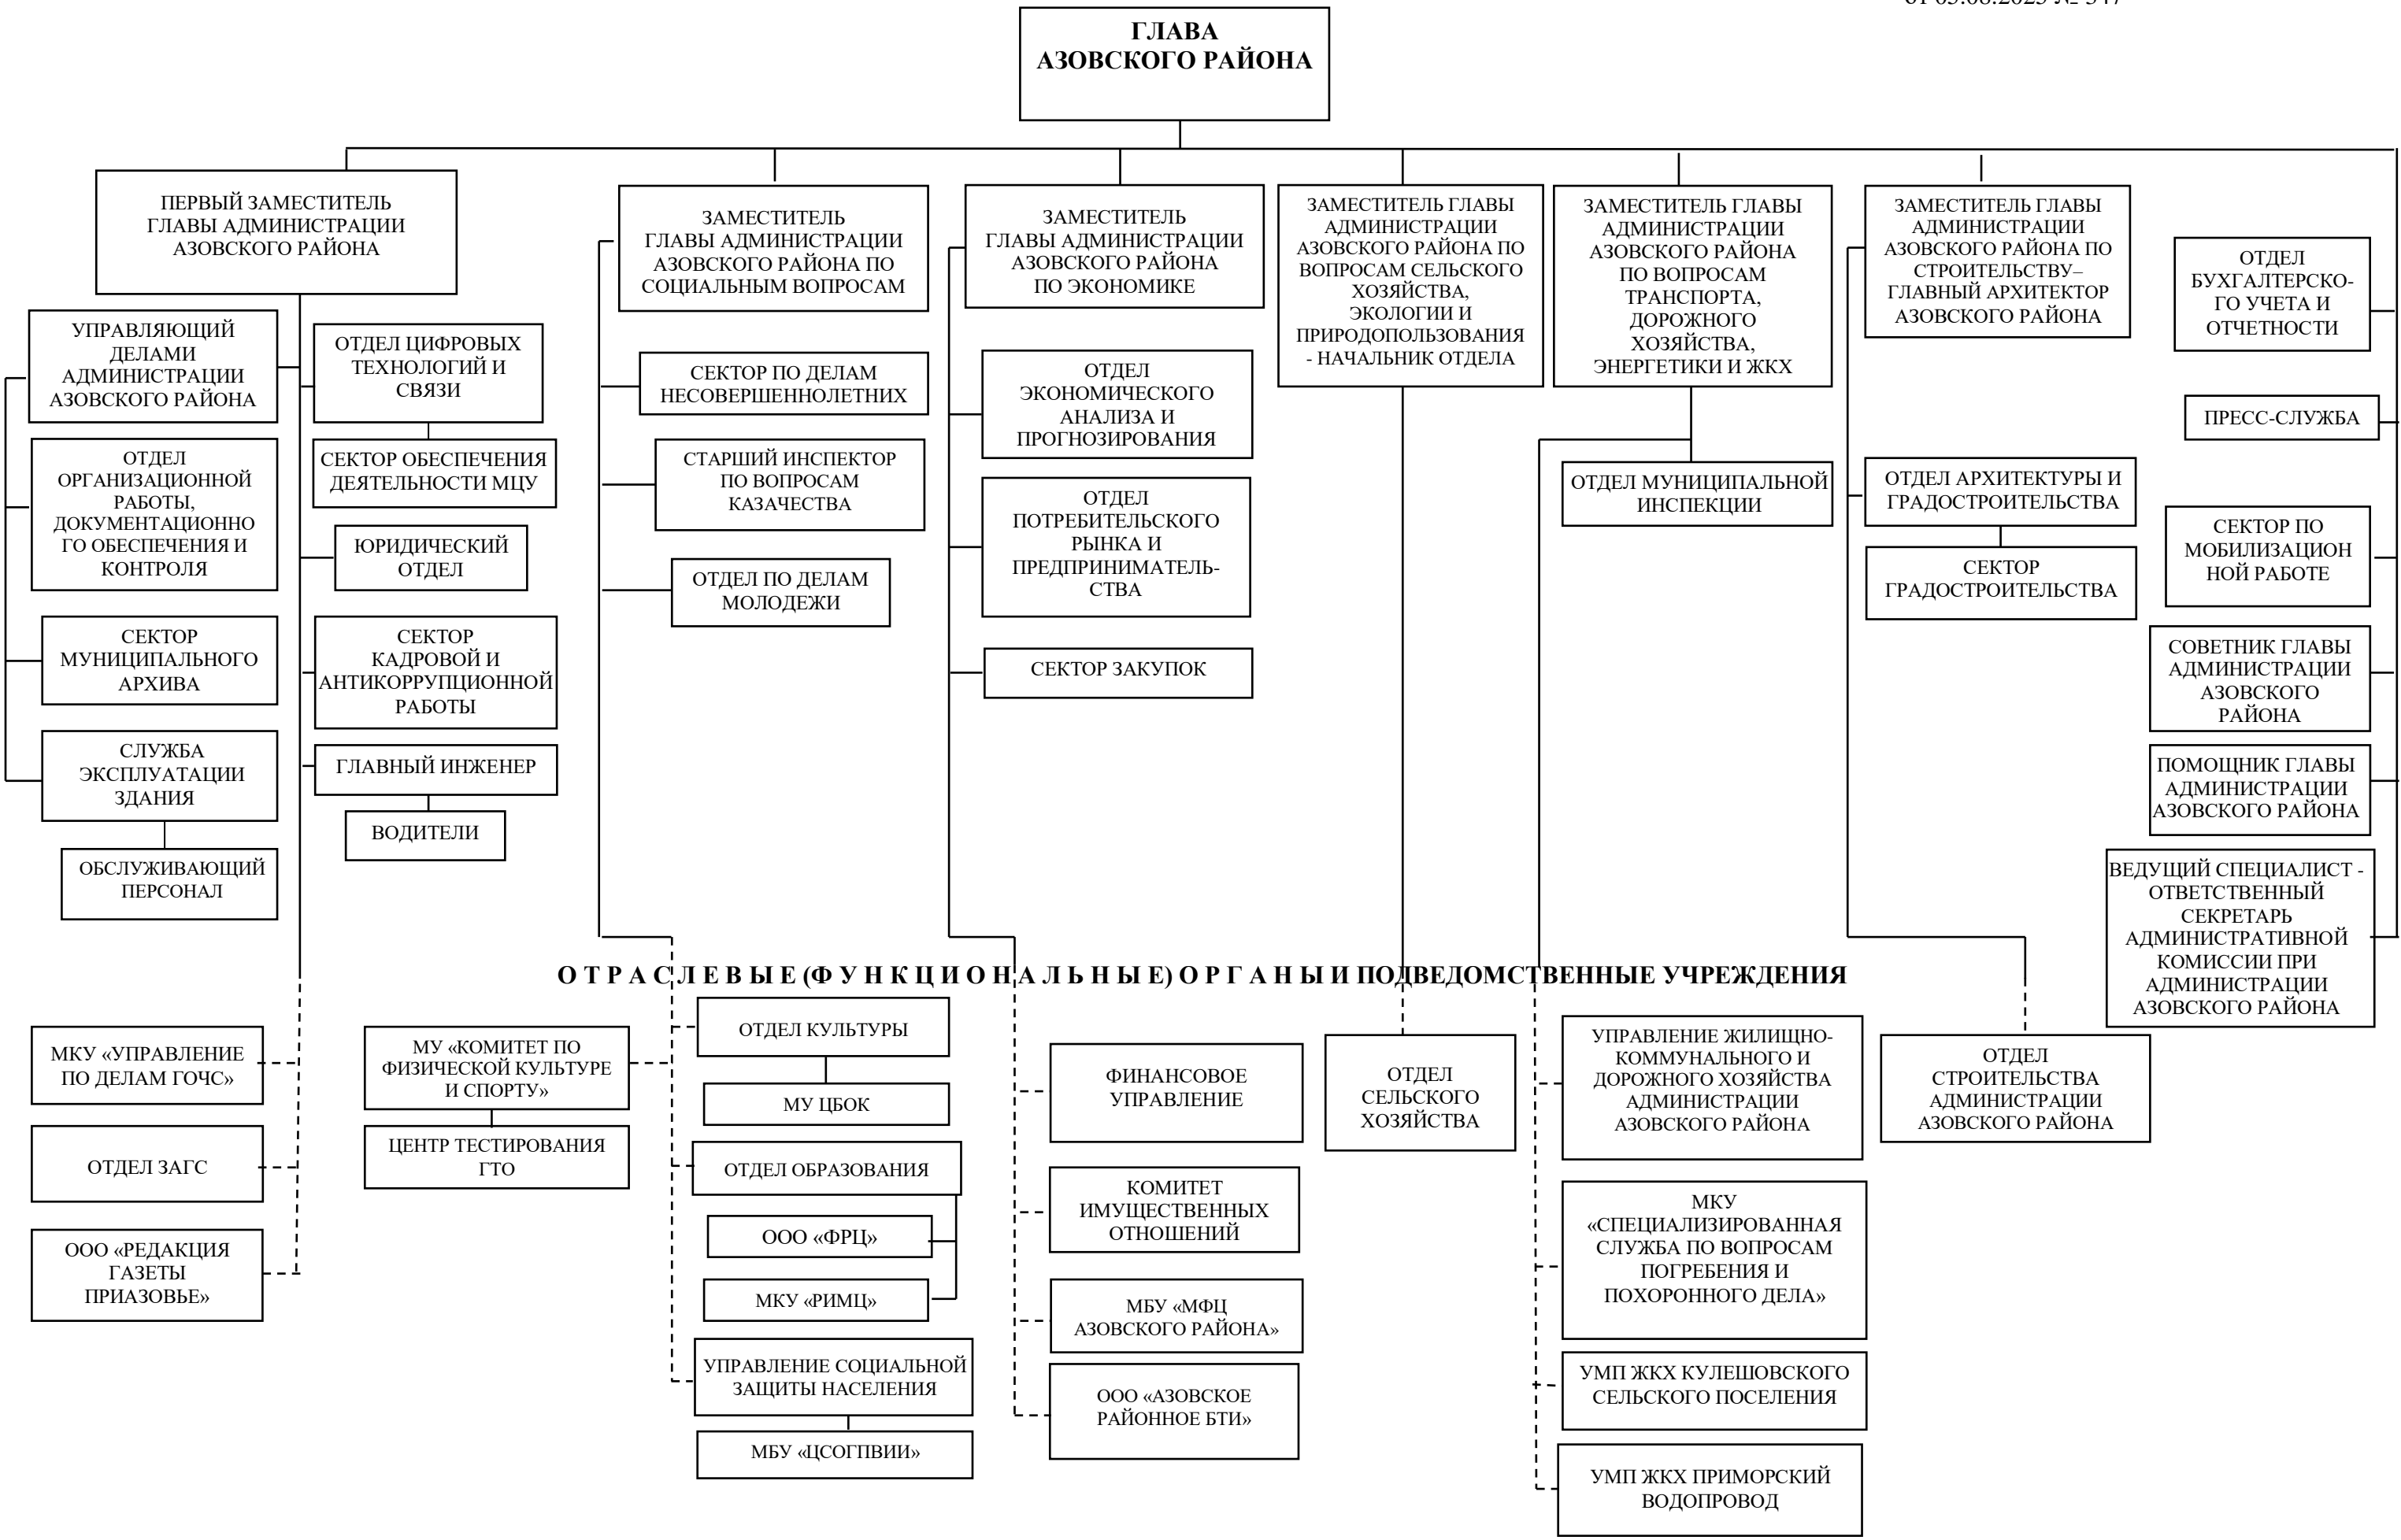 ГЛАВА
АЗОВСКОГО РАЙОНА
ПЕРВЫЙ ЗАМЕСТИТЕЛЬ
ГЛАВЫ АДМИНИСТРАЦИИ
АЗОВСКОГО РАЙОНА
ЗАМЕСТИТЕЛЬ
ГЛАВЫ АДМИНИСТРАЦИИ
АЗОВСКОГО РАЙОНА ПО
СОЦИАЛЬНЫМ ВОПРОСАМ
ЗАМЕСТИТЕЛЬ
ГЛАВЫ АДМИНИСТРАЦИИ
АЗОВСКОГО РАЙОНА
ПО ЭКОНОМИКЕ
ЗАМЕСТИТЕЛЬ ГЛАВЫ
АДМИНИСТРАЦИИ
АЗОВСКОГО РАЙОНА ПО
ВОПРОСАМ СЕЛЬСКОГО
ХОЗЯЙСТВА,
ЭКОЛОГИИ И
ПРИРОДОПОЛЬЗОВАНИЯ
- НАЧАЛЬНИК ОТДЕЛА
ЗАМЕСТИТЕЛЬ ГЛАВЫ
АДМИНИСТРАЦИИ
АЗОВСКОГО РАЙОНА
ПО ВОПРОСАМ
ТРАНСПОРТА,
ДОРОЖНОГО
ХОЗЯЙСТВА,
ЭНЕРГЕТИКИ И ЖКХ
ЗАМЕСТИТЕЛЬ ГЛАВЫ
АДМИНИСТРАЦИИ
АЗОВСКОГО РАЙОНА ПО
СТРОИТЕЛЬСТВУ–
ГЛАВНЫЙ АРХИТЕКТОР
АЗОВСКОГО РАЙОНА
ОТДЕЛ
БУХГАЛТЕРСКО-
ГО УЧЕТА И
ОТЧЕТНОСТИ
УПРАВЛЯЮЩИЙ
ДЕЛАМИ
АДМИНИСТРАЦИИ
АЗОВСКОГО РАЙОНА
ОТДЕЛ
ОРГАНИЗАЦИОННОЙ
РАБОТЫ,
ДОКУМЕНТАЦИОННО
ГО ОБЕСПЕЧЕНИЯ И
КОНТРОЛЯ
СЕКТОР
МУНИЦИПАЛЬНОГО
АРХИВА
СЛУЖБА
ЭКСПЛУАТАЦИИ
ЗДАНИЯ
ОБСЛУЖИВАЮЩИЙ
ПЕРСОНАЛ
ОТДЕЛ ЦИФРОВЫХ
ТЕХНОЛОГИЙ И
СВЯЗИ
СЕКТОР ОБЕСПЕЧЕНИЯ
ДЕЯТЕЛЬНОСТИ МЦУ
ЮРИДИЧЕСКИЙ
ОТДЕЛ
СЕКТОР
КАДРОВОЙ И
АНТИКОРРУПЦИОННОЙ
РАБОТЫ
ГЛАВНЫЙ ИНЖЕНЕР
ВОДИТЕЛИ
СЕКТОР ПО ДЕЛАМ
НЕСОВЕРШЕННОЛЕТНИХ
СТАРШИЙ ИНСПЕКТОР
ПО ВОПРОСАМ
КАЗАЧЕСТВА
ОТДЕЛ ПО ДЕЛАМ
МОЛОДЕЖИ
ОТДЕЛ
ЭКОНОМИЧЕСКОГО
АНАЛИЗА И
ПРОГНОЗИРОВАНИЯ
ОТДЕЛ
ПОТРЕБИТЕЛЬСКОГО
РЫНКА И
ПРЕДПРИНИМАТЕЛЬ-
СТВА
СЕКТОР ЗАКУПОК
ОТДЕЛ МУНИЦИПАЛЬНОЙ
ИНСПЕКЦИИ
ОТДЕЛ АРХИТЕКТУРЫ И
ГРАДОСТРОИТЕЛЬСТВА
СЕКТОР
ГРАДОСТРОИТЕЛЬСТВА
ПРЕСС-СЛУЖБА
СЕКТОР ПО
МОБИЛИЗАЦИОН
НОЙ РАБОТЕ
СОВЕТНИК ГЛАВЫ
АДМИНИСТРАЦИИ
АЗОВСКОГО
РАЙОНА
ПОМОЩНИК ГЛАВЫ
АДМИНИСТРАЦИИ
АЗОВСКОГО РАЙОНА
ВЕДУЩИЙ СПЕЦИАЛИСТ -
ОТВЕТСТВЕННЫЙ
СЕКРЕТАРЬ
АДМИНИСТРАТИВНОЙ
КОМИССИИ ПРИ
АДМИНИСТРАЦИИ
АЗОВСКОГО РАЙОНА
О Т Р А С Л Е В Ы Е (Ф У Н К Ц И О Н А Л Ь Н Ы Е) О Р Г А Н Ы И ПОДВЕДОМСТВЕННЫЕ УЧРЕЖДЕНИЯ
МКУ «УПРАВЛЕНИЕ
ПО ДЕЛАМ ГОЧС»
ОТДЕЛ ЗАГС
ООО «РЕДАКЦИЯ
ГАЗЕТЫ
ПРИАЗОВЬЕ»
МУ «КОМИТЕТ ПО
ФИЗИЧЕСКОЙ КУЛЬТУРЕ
И СПОРТУ»
ЦЕНТР ТЕСТИРОВАНИЯ
ГТО
ОТДЕЛ КУЛЬТУРЫ
МУ ЦБОК
ОТДЕЛ ОБРАЗОВАНИЯ
ООО «ФРЦ»
МКУ «РИМЦ»
УПРАВЛЕНИЕ СОЦИАЛЬНОЙ
ЗАЩИТЫ НАСЕЛЕНИЯ
МБУ «ЦСОГПВИИ»
ФИНАНСОВОЕ
УПРАВЛЕНИЕ
КОМИТЕТ
ИМУЩЕСТВЕННЫХ
ОТНОШЕНИЙ
МБУ «МФЦ
АЗОВСКОГО РАЙОНА»
ООО «АЗОВСКОЕ
РАЙОННОЕ БТИ»
ОТДЕЛ
СЕЛЬСКОГО
ХОЗЯЙСТВА
УПРАВЛЕНИЕ ЖИЛИЩНО-
КОММУНАЛЬНОГО И
ДОРОЖНОГО ХОЗЯЙСТВА
АДМИНИСТРАЦИИ
АЗОВСКОГО РАЙОНА
МКУ
«СПЕЦИАЛИЗИРОВАННАЯ
СЛУЖБА ПО ВОПРОСАМ
ПОГРЕБЕНИЯ И
ПОХОРОННОГО ДЕЛА»
УМП ЖКХ КУЛЕШОВСКОГО
СЕЛЬСКОГО ПОСЕЛЕНИЯ
УМП ЖКХ ПРИМОРСКИЙ
ВОДОПРОВОД
ОТДЕЛ
СТРОИТЕЛЬСТВА
АДМИНИСТРАЦИИ
АЗОВСКОГО РАЙОНА